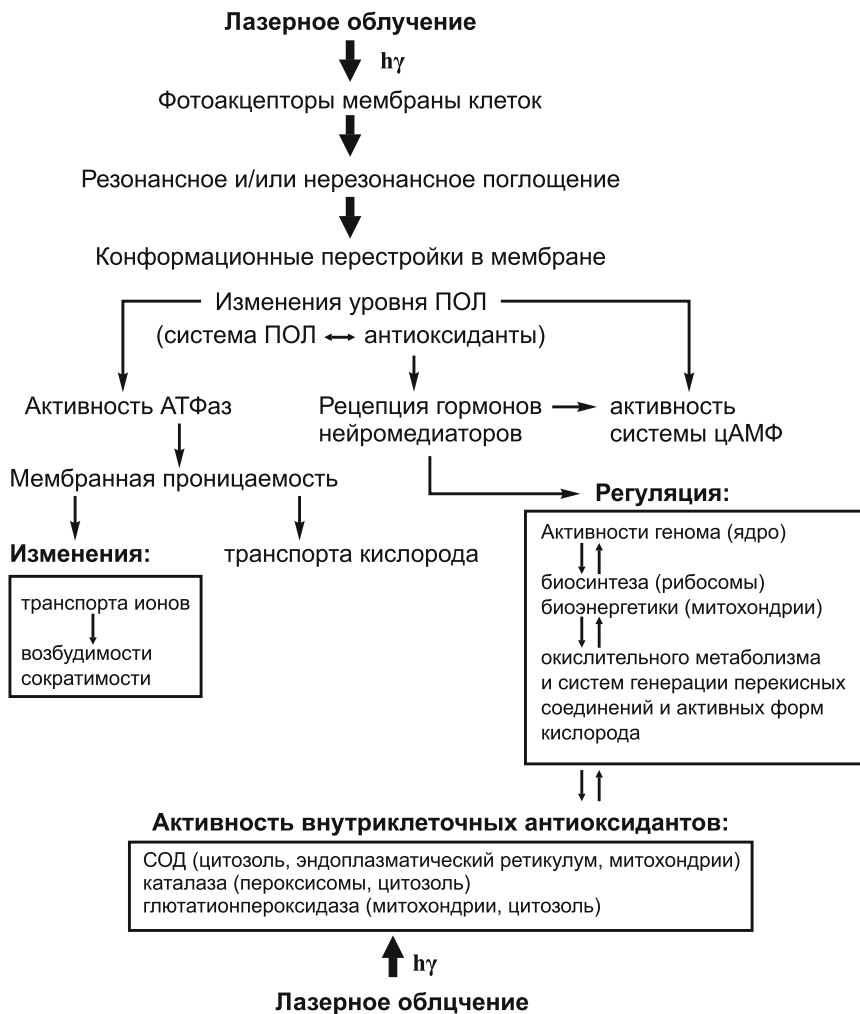 Лазерное облучение
hγ
Фотоакцепторы мембраны клеток
Резонансное и/или нерезонансное поглощение
Конформационные перестройки в мембране
Изменения уровня ПОЛ
(система ПОЛ ↔ антиоксиданты)
Активность АТФаз
Рецепция гормонов
нейромедиаторов
активность
системы цАМФ
Мембранная проницаемость
Изменения:
транспорта ионов
возбудимости
сократимости
транспорта кислорода
Регуляция:
Активности генома (ядро)
биосинтеза (рибосомы)
биоэнергетики (митохондрии)
окислительного метаболизма
и систем генерации перекисных
соединений и активных форм
кислорода
Активность внутриклеточных антиоксидантов:
СОД (цитозоль, эндоплазматический ретикулум, митохондрии)
каталаза (пероксисомы, цитозоль)
глютатионпероксидаза (митохондрии, цитозоль)
hγ
Лазерное облцчение